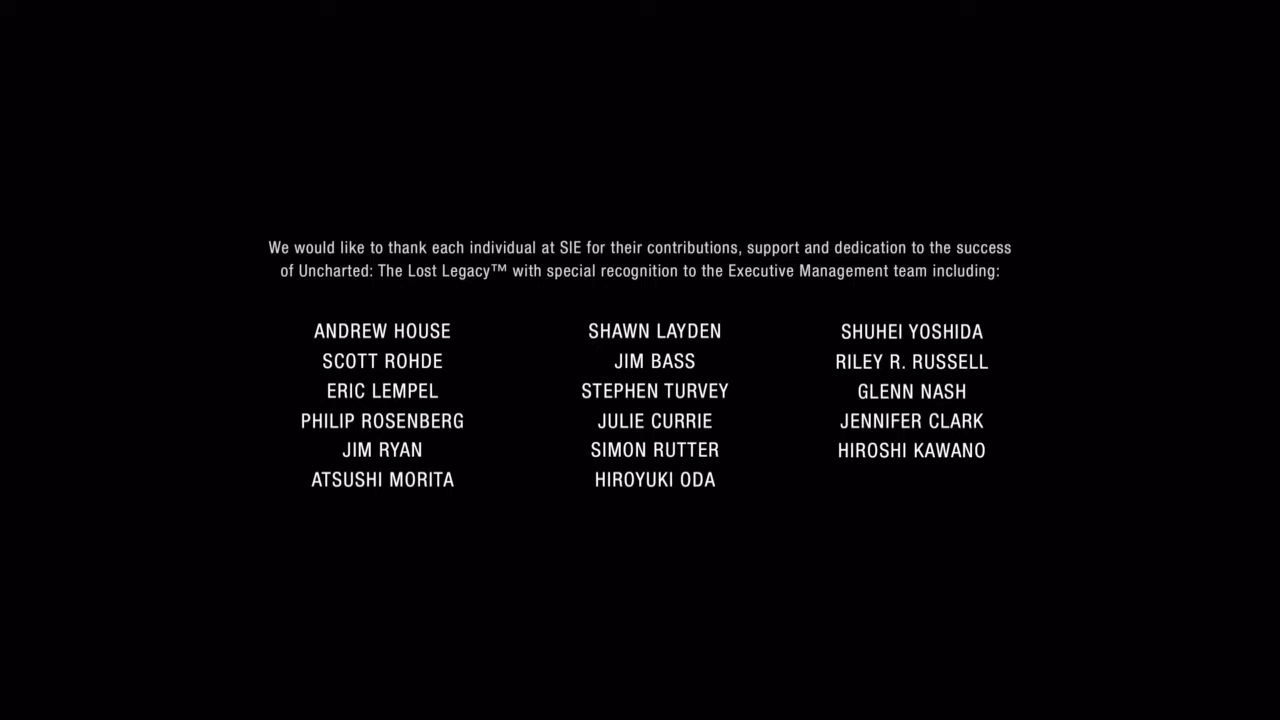 We would like to thank each individual at SIE for their contributions, support and dedication to the success
of Uncharted: The Lost Legacy™ with special recognition to the Executive Management team including:
ANDREW HOUSE SHAWN LAYDEN SHUHEI YOSHIDA
SCOTT ROHDE JIM BASS RILEY R. RUSSELL
ERIC LEMPEL STEPHEN TURVEY GLENN NASH
PHILIP ROSENBERG JULIE CURRIE JENNIFER CLARK
JIM RYAN SIMON RUTTER HIROSHI KAWANO
ATSUSHI MORITA HIROYUKI ODA